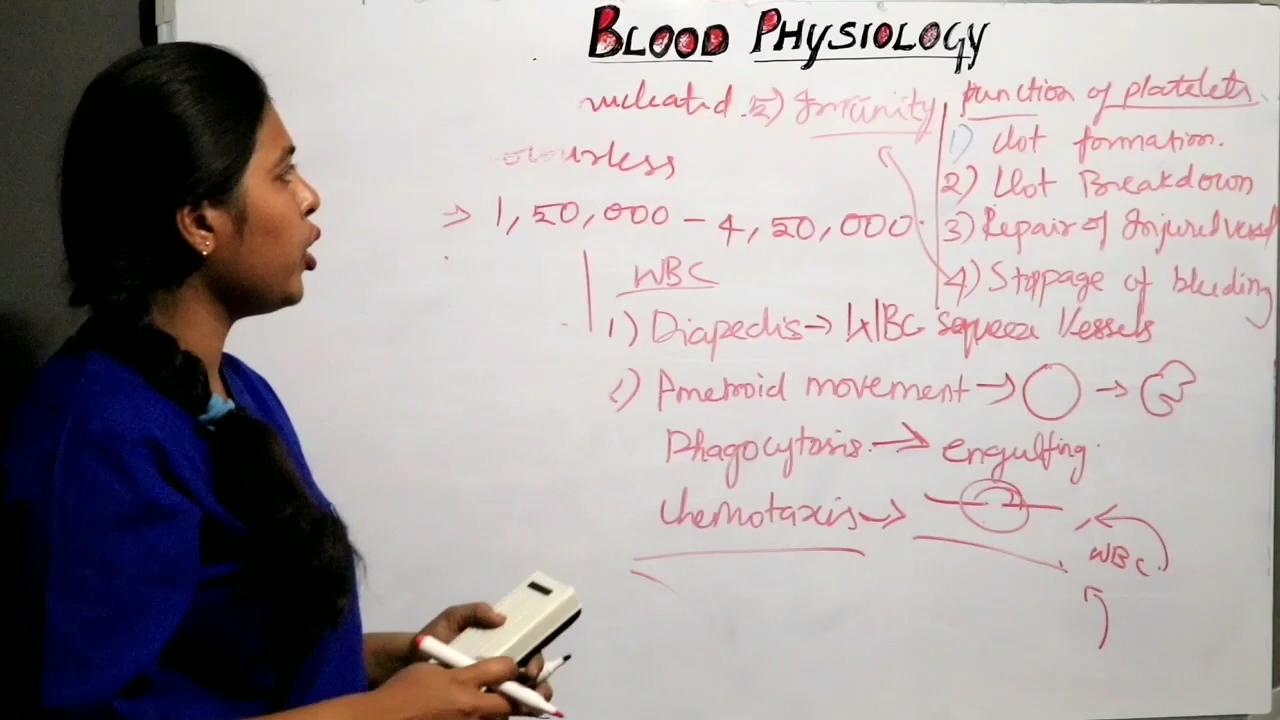 BLOOD PHYSIOLOGY
nucleated. 5) Immunity
colourless
⇒ 1,50,000 - 4,20,000.
Function of platelets.
1) Clot formation.
2) Clot Breakdown
3) Repair of Injured vessel
4) Stoppage of bleeding
WBC
1) Diapedis → WBC squeeze Vessels
2) Ameboid movement → →
Phagocytosis. → engulfing.
Chemotaxis →
WBC.